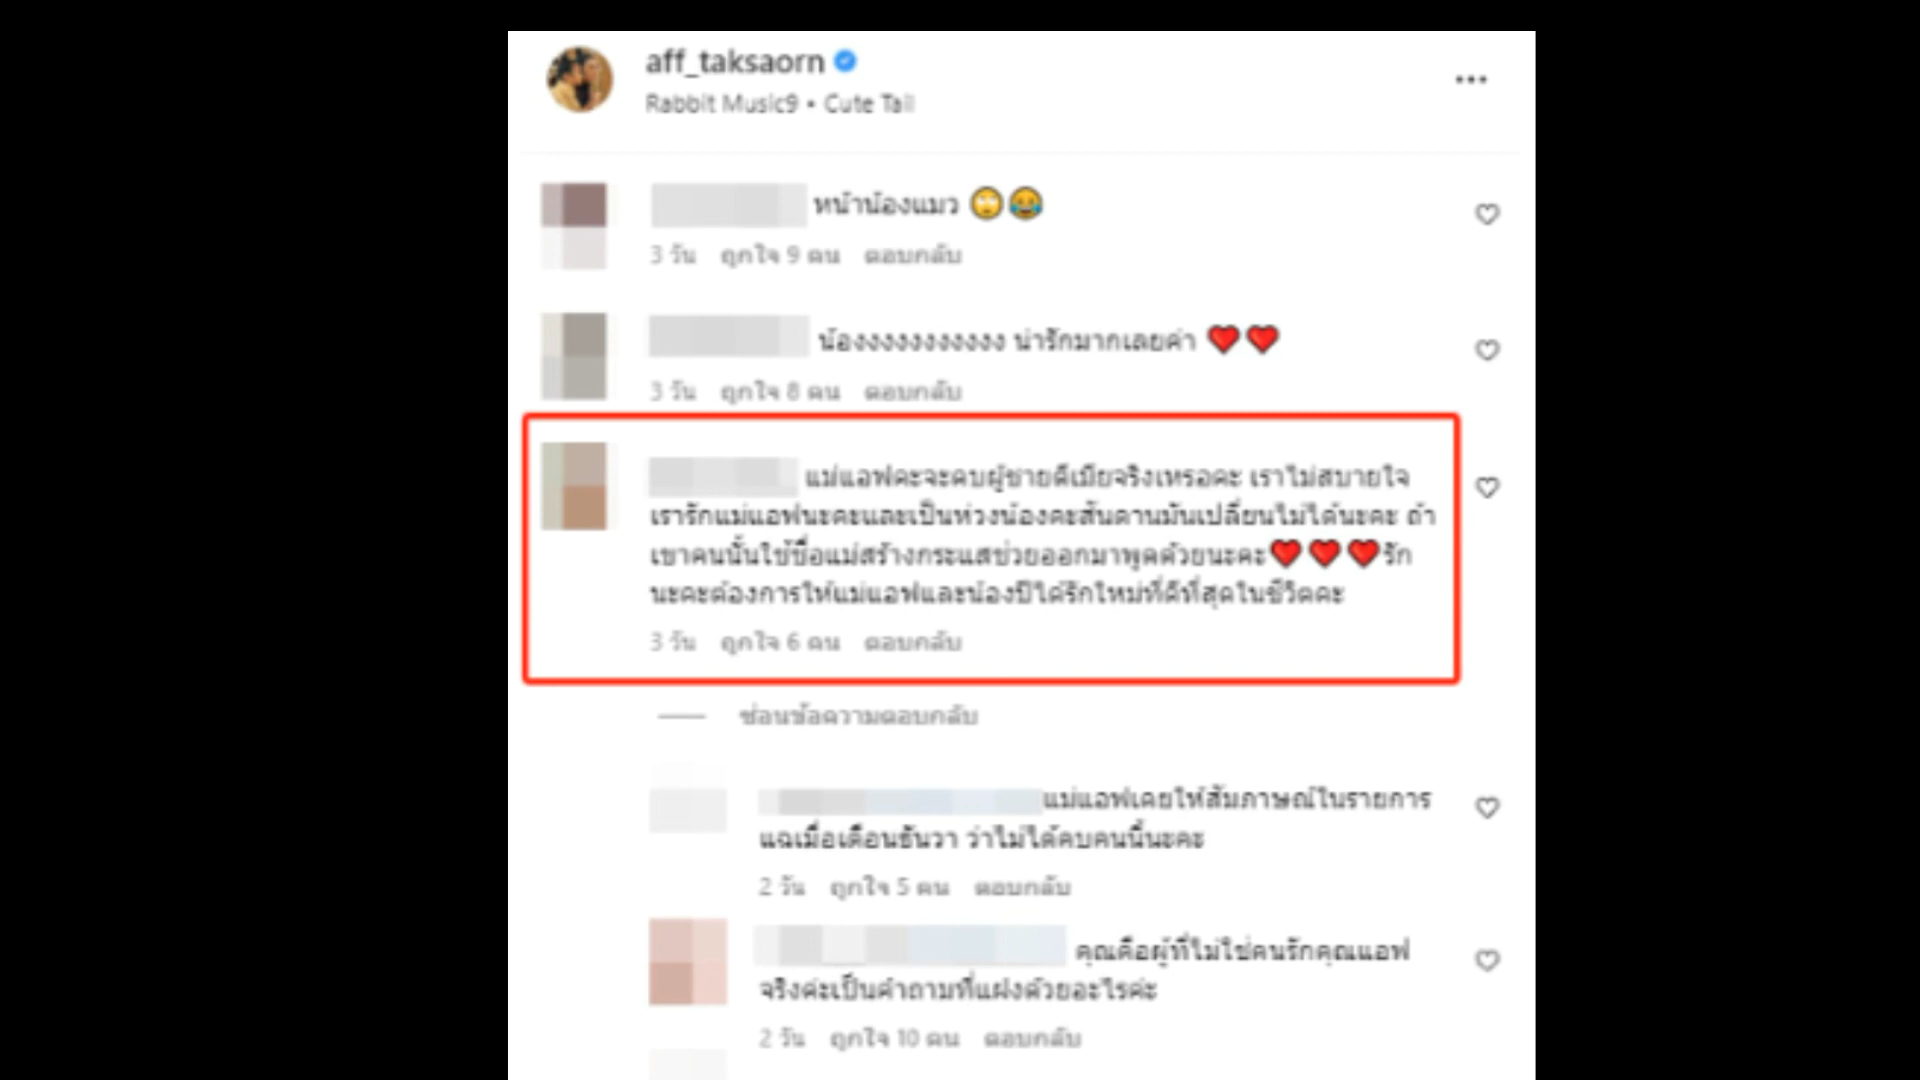 aff_taksaorn
Rabbit Music9 • Cute Tail
หน้าน้องแมว 🙄😂
3 วัน ถูกใจ 9 คน ตอบกลับ
น้องงงงงงงงงงงง น่ารักมากเลยค่า ❤️❤️
3 วัน ถูกใจ 8 คน ตอบกลับ
แม่แอฟคะจะคบผู้ชายตีเมียจริงเหรอคะ เราไม่สบายใจ
เรารักแม่แอฟนะคะและเป็นห่วงน้องคะสันดานมันเปลี่ยนไม่ได้นะคะ ถ้า
เขาคนนั้นใช้ชื่อแม่สร้างกระแสช่วยออกมาพูดด้วยนะคะ❤️❤️❤️รัก
นะคะต้องการให้แม่แอฟและน้องปีได้รักใหม่ที่ดีที่สุดในชีวิตคะ
3 วัน ถูกใจ 6 คน ตอบกลับ
ซ่อนข้อความตอบกลับ
แม่แอฟเคยให้สัมภาษณ์ในรายการ
แฉเมื่อเดือนธันวา ว่าไม่ได้คบคนนี้นะคะ
2 วัน ถูกใจ 5 คน ตอบกลับ
คุณคือผู้ที่ไม่ใช่คนรักคุณแอฟ
จริงค่ะเป็นคำถามที่แฝงด้วยอะไรค่ะ
2 วัน ถูกใจ 10 คน ตอบกลับ